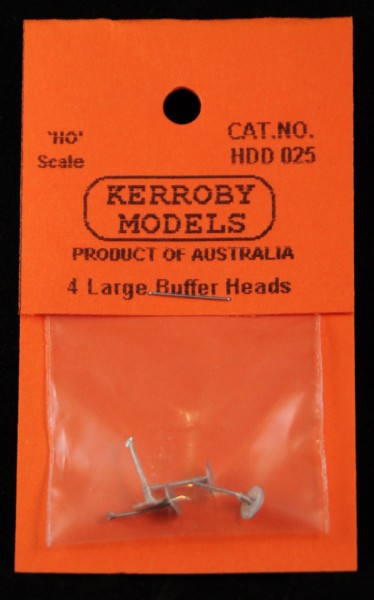 'HO'
Scale
CAT.NO.
HDD 025
KERROBY
MODELS
PRODUCT OF AUSTRALIA
4 Large Buffer Heads